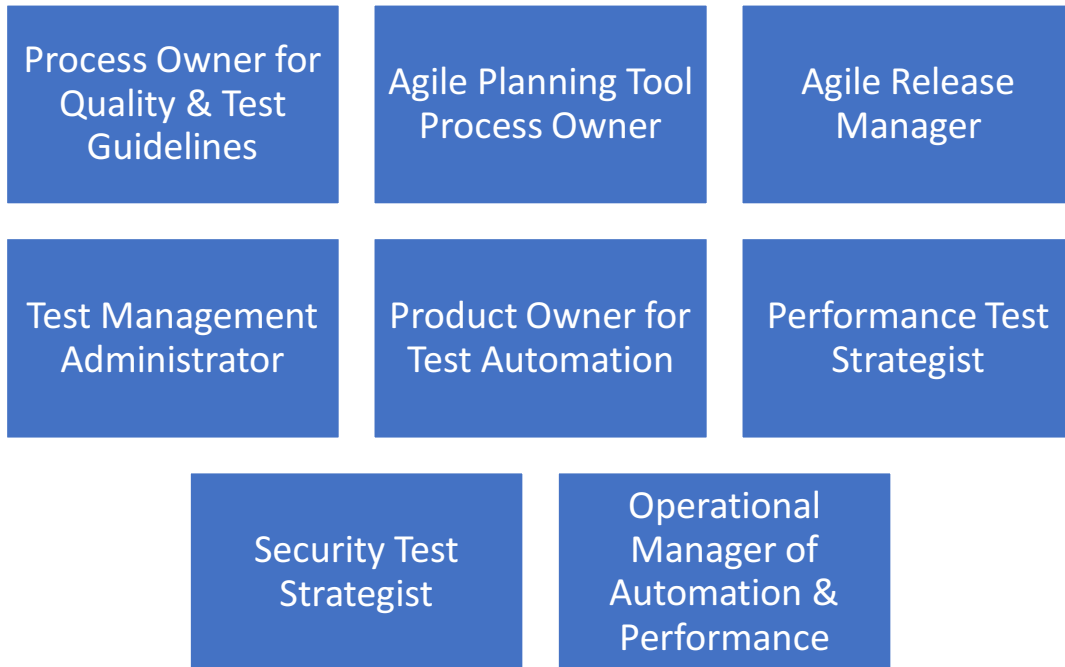 Process Owner for
Quality & Test
Guidelines
Agile Planning Tool
Process Owner
Agile Release
Manager
Test Management
Administrator
Product Owner for
Test Automation
Performance Test
Strategist
Security Test
Strategist
Operational
Manager of
Automation &
Performance